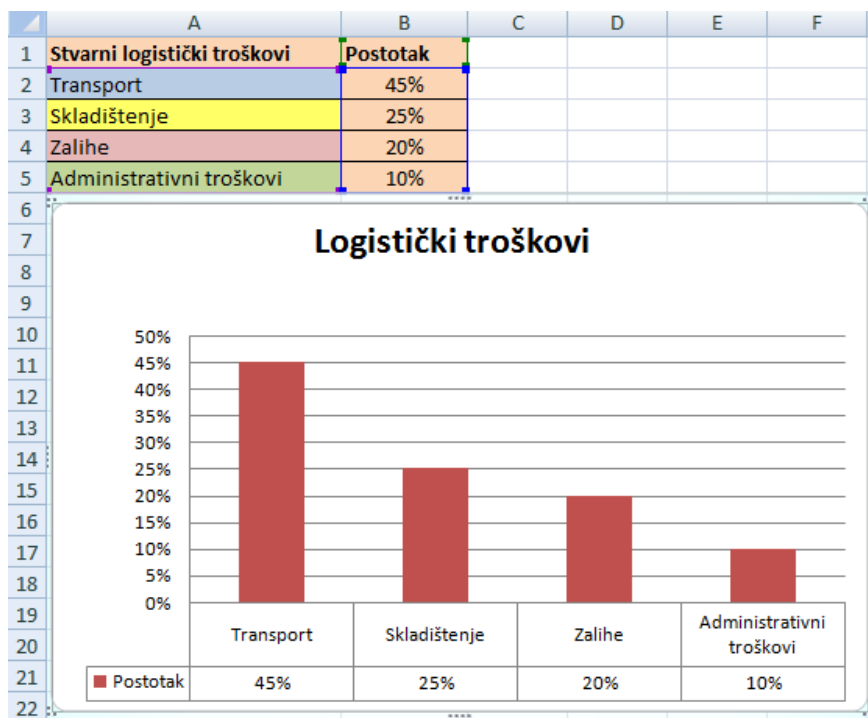 A B C D E F
1 Stvarni logistički troškovi Postotak
2 Transport 45%
3 Skladištenje 25%
4 Zalihe 20%
5 Administrativni troškovi 10%
6
7 Logistički troškovi
8
9
10 50%
11 45%
12 40%
13 35%
30%
14 25%
15 20%
16 15%
17 10%
18 5%
0%
19 Transport Skladištenje Zalihe Administrativni
20 troškovi
21 Postotak 45% 25% 20% 10%
22